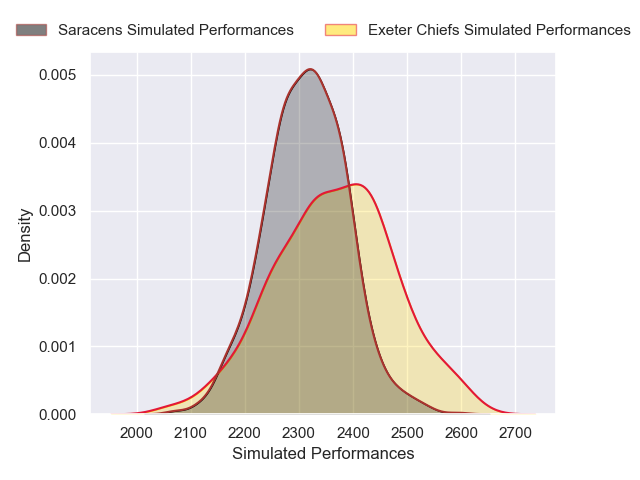 Saracens Simulated Performances Exeter Chiefs Simulated Performances
0.005
0.004
0.003
0.002
0.001
0.000
Density
2000 2100 2200 2300 2400 2500 2600 2700
Simulated Performances